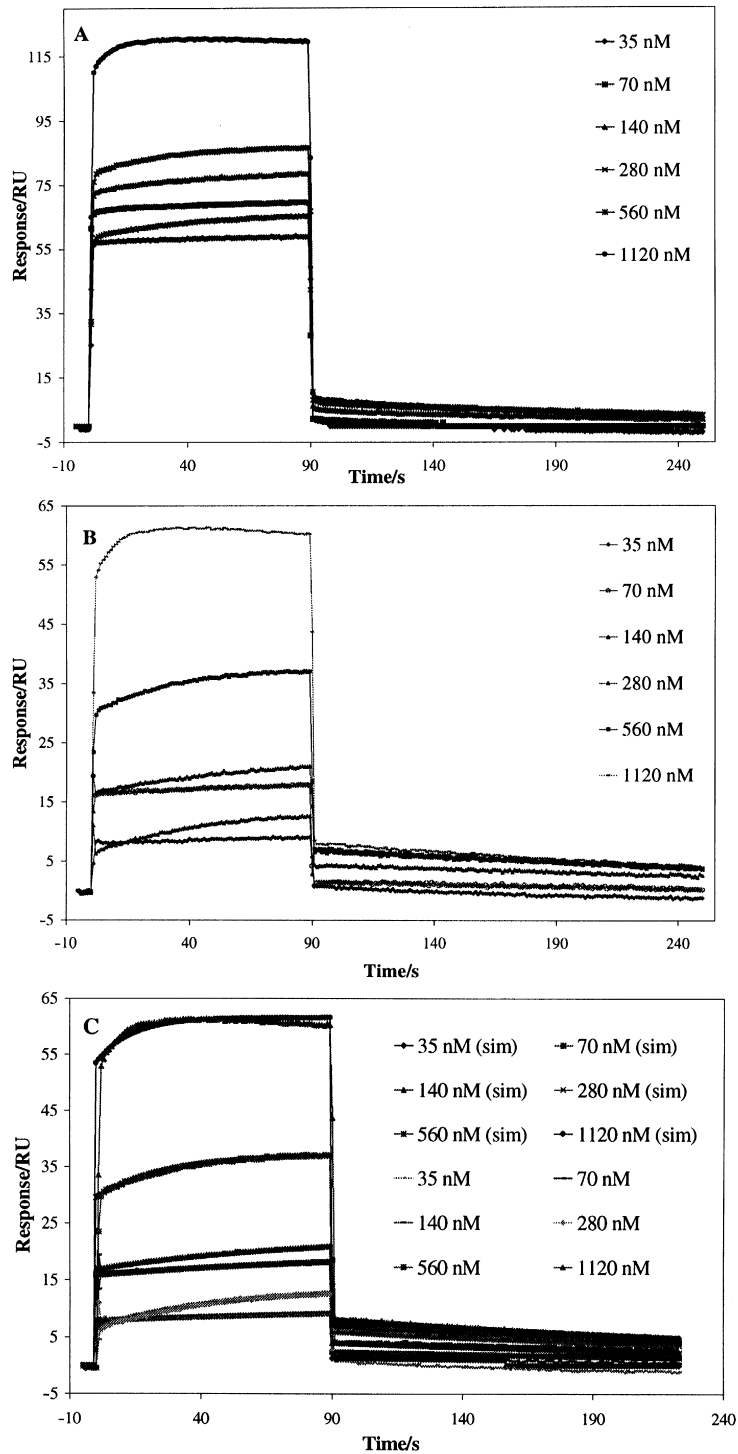 A
115
95
75
55
35
15
-5
Response/RU
-10
40
90
140
190
240
Time/s
35 nM
70 nM
140 nM
280 nM
560 nM
1120 nM
B
65
55
45
35
25
15
5
-5
Response/RU
-10
40
90
140
190
240
Time/s
35 nM
70 nM
140 nM
280 nM
560 nM
1120 nM
C
65
55
45
35
25
15
5
-5
Response/RU
-10
40
90
140
190
240
Time/s
35 nM (sim) 70 nM (sim)
140 nM (sim) 280 nM (sim)
560 nM (sim) 1120 nM (sim)
35 nM 70 nM
140 nM 280 nM
560 nM 1120 nM